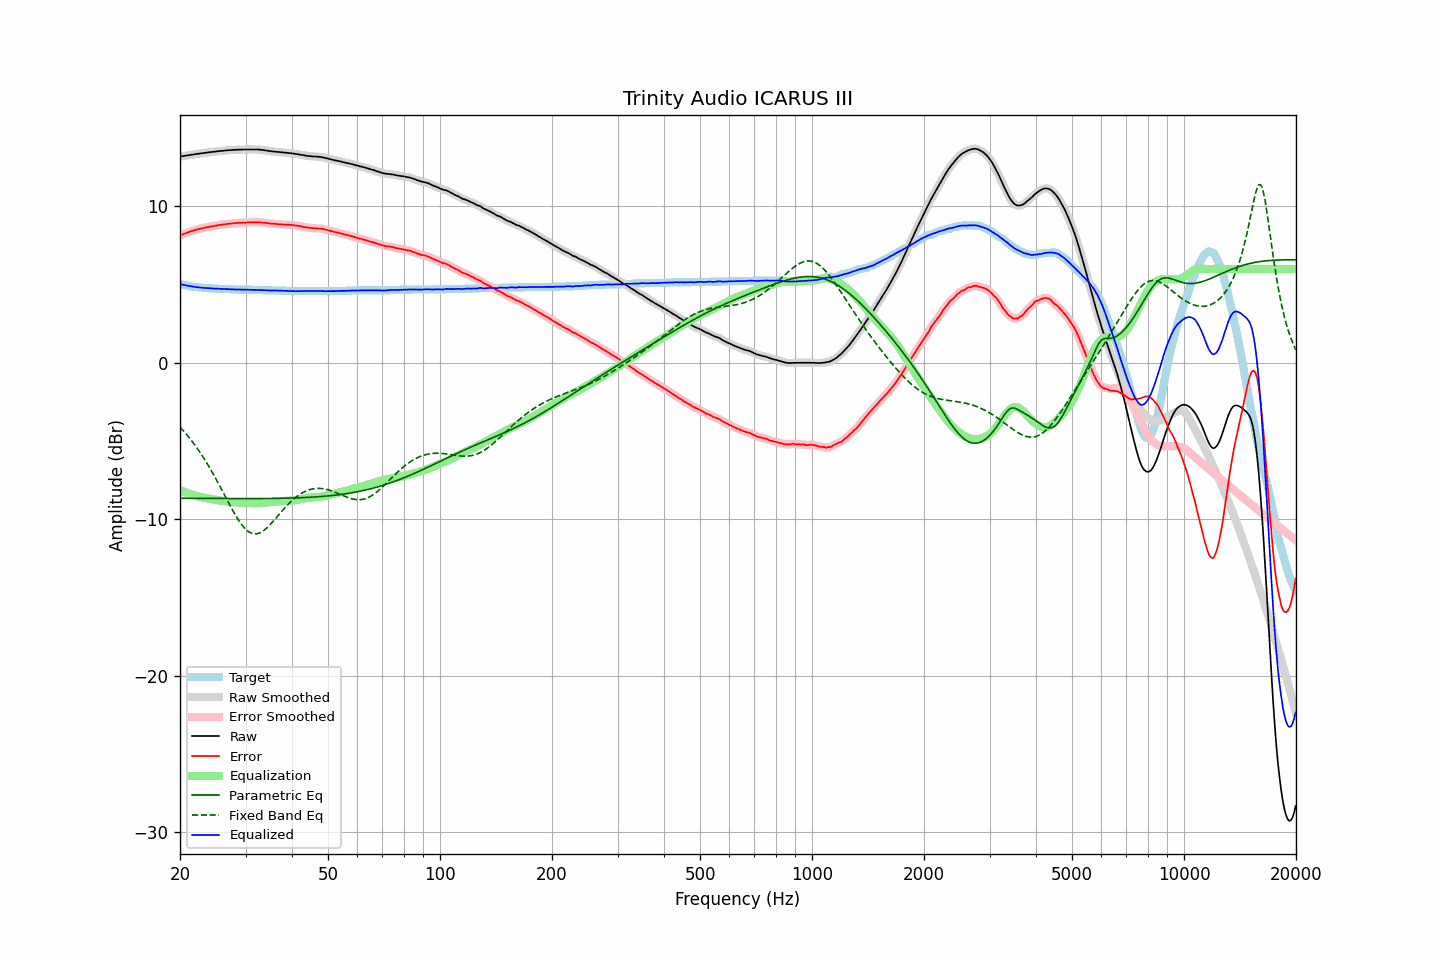 Trinity Audio ICARUS III
Amplitude (dBr)
10
0
−10
−20
−30
Target
Raw Smoothed
Error Smoothed
Raw
Error
Equalization
Parametric Eq
Fixed Band Eq
Equalized
20 50 100 200 500 1000 2000 5000 10000 20000
Frequency (Hz)